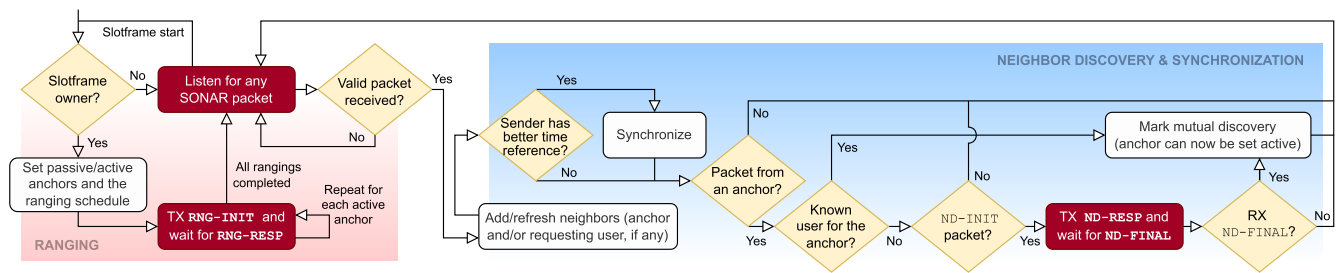 Slotframe start
Slotframe
owner?
No
Yes
Listen for any
SONAR packet
Valid packet
received?
Yes
No
Set passive/active
anchors and the
ranging schedule
All rangings
completed
TX RNG-INIT and
wait for RNG-RESP
Repeat for
each active
anchor
RANGING
NEIGHBOR DISCOVERY & SYNCHRONIZATION
Sender has
better time
reference?
Yes
No
Synchronize
Add/refresh neighbors (anchor
and/or requesting user, if any)
Packet from
an anchor?
No
Yes
Known
user for the
anchor?
Yes
No
ND-INIT
packet?
No
Yes
Mark mutual discovery
(anchor can now be set active)
TX ND-RESP and
wait for ND-FINAL
RX
ND-FINAL?
Yes
No